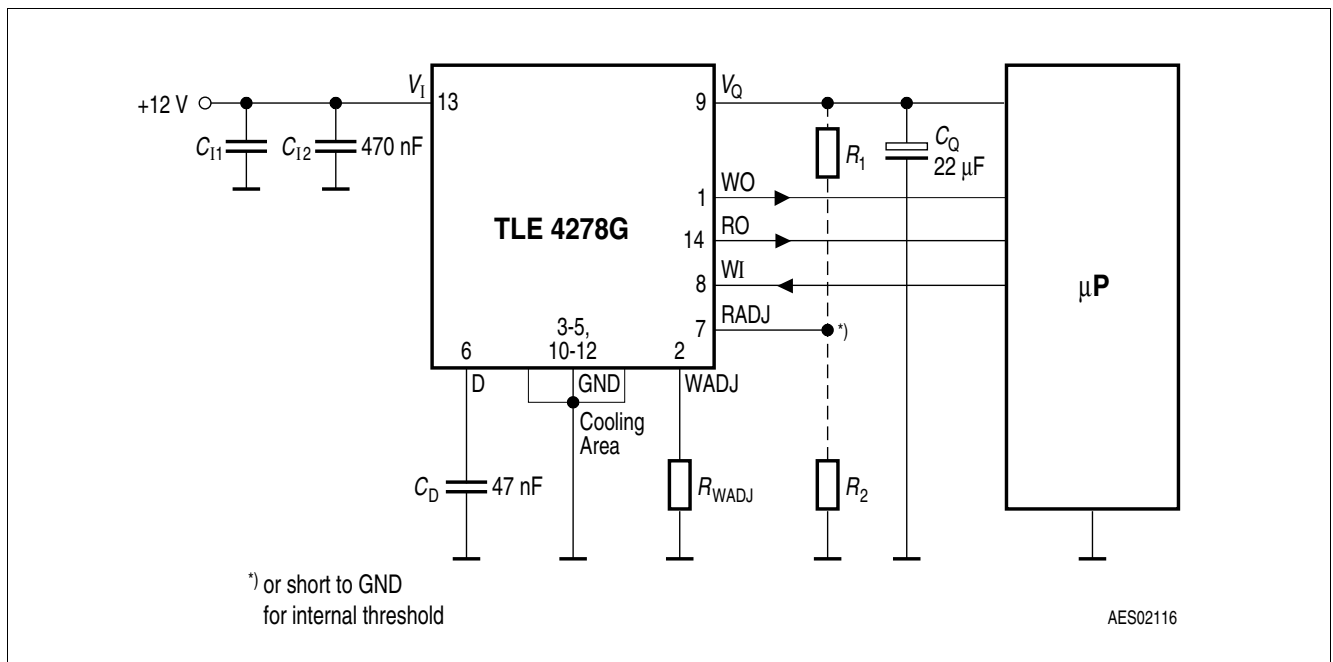 +12 V
V_I
13
C_I1
C_I2
470 nF
TLE 4278G
9
V_Q
R_1
C_Q
22 µF
1
WO
14
RO
8
WI
7
RADJ
*)
µP
6
3-5,
10-12
2
D
GND
WADJ
Cooling
Area
C_D
47 nF
R_WADJ
R_2
*) or short to GND
for internal threshold
AES02116